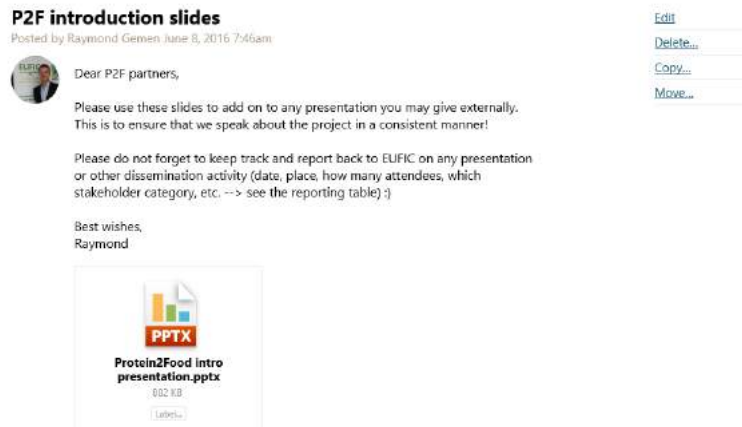 P2F introduction slides
Posted by Raymond Gemen June 8, 2016 7:46am
Edit
Delete...
Copy...
Move...
EUFIC
Dear P2F partners,
Please use these slides to add on to any presentation you may give externally.
This is to ensure that we speak about the project in a consistent manner!
Please do not forget to keep track and report back to EUFIC on any presentation
or other dissemination activity (date, place, how many attendees, which
stakeholder category, etc. --> see the reporting table) :)
Best wishes,
Raymond
PPTX
Protein2Food intro
presentation.pptx
802 KB
Label...